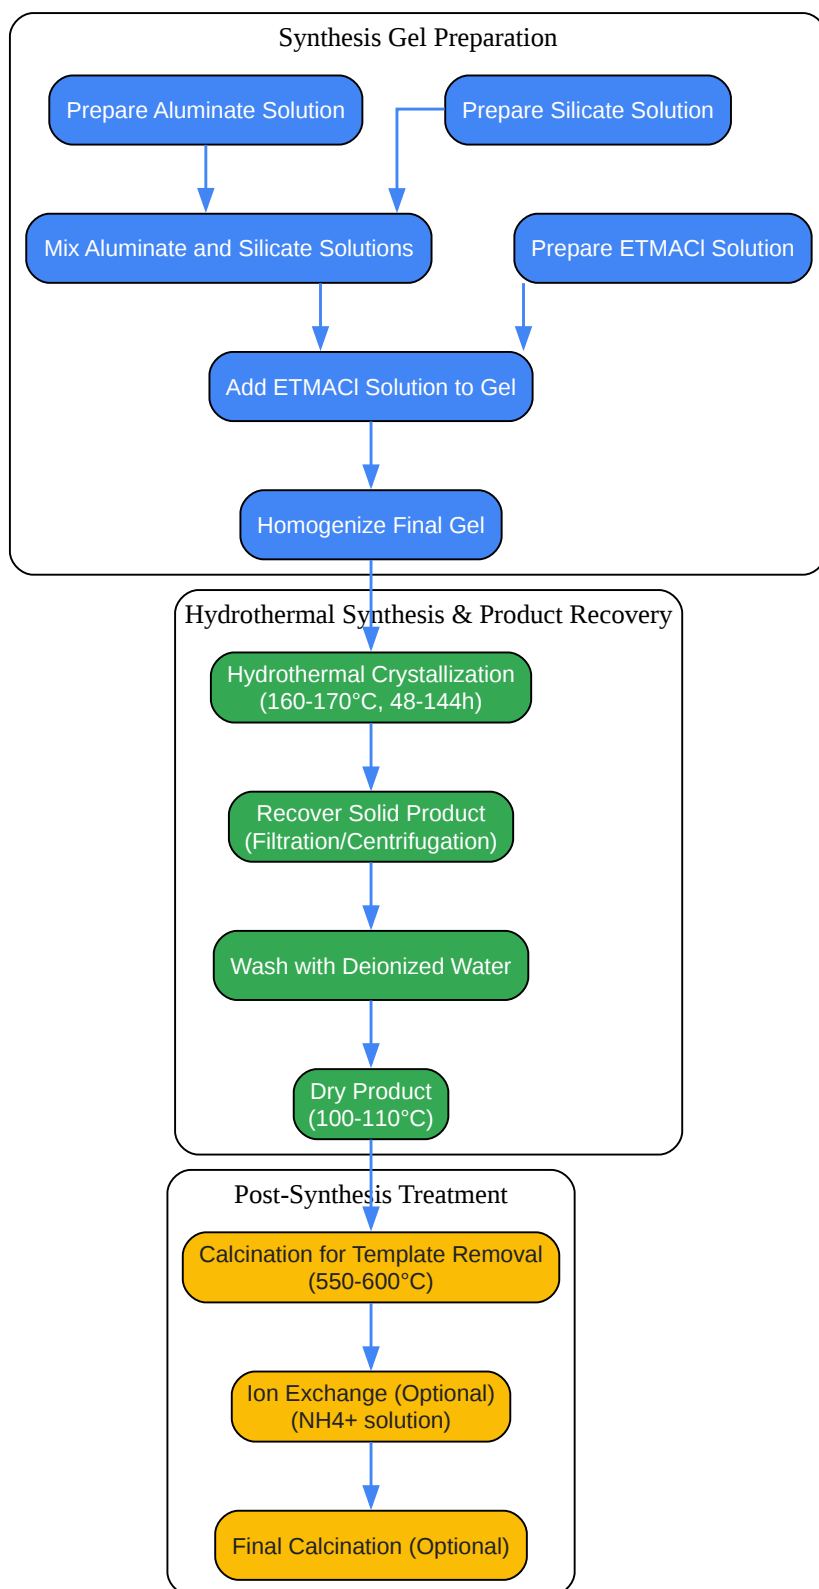 Synthesis Gel Preparation
Prepare Aluminate Solution
Prepare Silicate Solution
Mix Aluminate and Silicate Solutions
Prepare ETMACl Solution
Add ETMACl Solution to Gel
Homogenize Final Gel
Hydrothermal Synthesis & Product Recovery
Hydrothermal Crystallization
(160-170°C, 48-144h)
Recover Solid Product
(Filtration/Centrifugation)
Wash with Deionized Water
Dry Product
(100-110°C)
Post-Synthesis Treatment
Calcination for Template Removal
(550-600°C)
Ion Exchange (Optional)
(NH4+ solution)
Final Calcination (Optional)